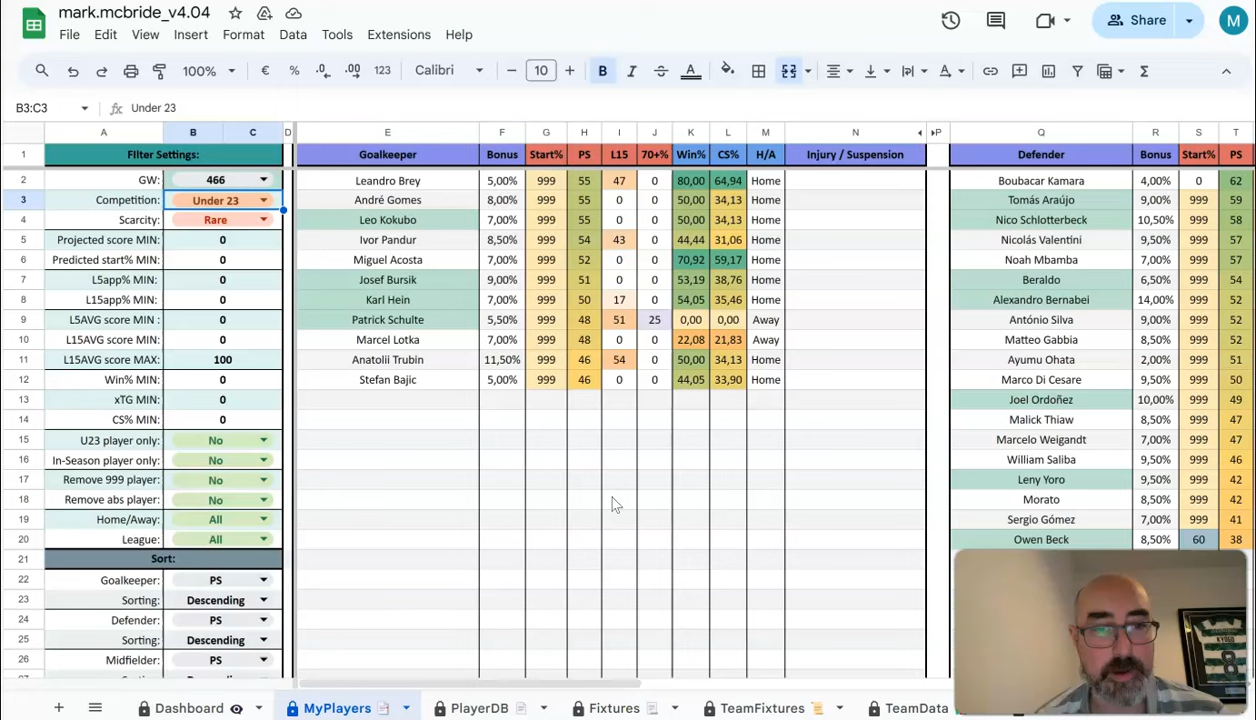 mark.mcbride_v4.04
File Edit View Insert Format Data Tools Extensions Help
Share M
100% € % .0 .00 123 Calibri 10 B I A Σ
B3:C3 fx Under 23
A B C D E F G H I J K L M N P Q R S T
1 Filter Settings: Goalkeeper Bonus Start% PS L15 70+% Win% CS% H/A Injury / Suspension Defender Bonus Start% PS
2 GW: 466 Leandro Brey 5,00% 999 55 47 0 80,00 64,94 Home Boubacar Kamara 4,00% 0 62
3 Competition: Under 23 André Gomes 8,00% 999 55 0 0 50,00 34,13 Home Tomás Araújo 9,00% 999 59
4 Scarcity: Rare Leo Kokubo 7,00% 999 55 0 0 50,00 34,13 Home Nico Schlotterbeck 10,50% 999 58
5 Projected score MIN: 0 Ivor Pandur 8,50% 999 54 43 0 44,44 31,06 Home Nicolás Valentini 9,50% 999 57
6 Predicted start% MIN: 0 Miguel Acosta 7,00% 999 52 0 0 70,92 59,17 Home Noah Mbamba 7,00% 999 57
7 L5app% MIN: 0 Josef Bursik 9,00% 999 51 0 0 53,19 38,76 Home Beraldo 6,50% 999 54
8 L15app% MIN: 0 Karl Hein 7,00% 999 50 17 0 54,05 35,46 Home Alexandro Bernabei 14,00% 999 52
9 L5AVG score MIN : 0 Patrick Schulte 5,50% 999 48 51 25 0,00 0,00 Away António Silva 9,00% 999 52
10 L15AVG score MIN: 0 Marcel Lotka 7,00% 999 48 0 0 22,08 21,83 Away Matteo Gabbia 8,50% 999 52
11 L15AVG score MAX: 100 Anatolii Trubin 11,50% 999 46 54 0 50,00 34,13 Home Ayumu Ohata 2,00% 999 51
12 Win% MIN: 0 Stefan Bajic 5,00% 999 46 0 0 44,05 33,90 Home Marco Di Cesare 9,50% 999 50
13 xTG MIN: 0 Joel Ordoñez 10,00% 999 49
14 CS% MIN: 0 Malick Thiaw 8,50% 999 47
15 U23 player only: No Marcelo Weigandt 7,00% 999 47
16 In-Season player only: No William Saliba 9,50% 999 46
17 Remove 999 player: No Leny Yoro 9,50% 999 42
18 Remove abs player: No Morato 8,50% 999 42
19 Home/Away: All Sergio Gómez 7,00% 999 41
20 League: All Owen Beck 8,50% 60 38
21 Sort:
22 Goalkeeper: PS
23 Sorting: Descending
24 Defender: PS
25 Sorting: Descending
26 Midfielder: PS
KYOGO
8
Dashboard MyPlayers PlayerDB Fixtures TeamFixtures TeamData